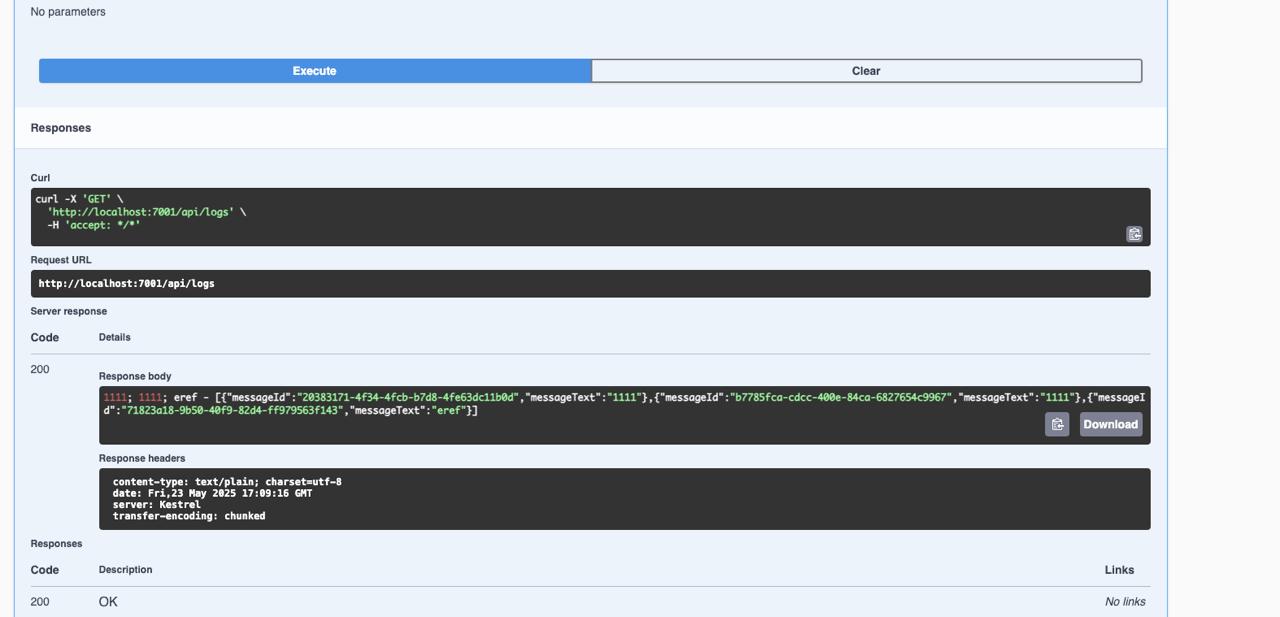 No parameters
Execute
Clear
Responses
Curl
curl -X 'GET' \
'http://localhost:7001/api/logs' \
-H 'accept: */*'
Request URL
http://localhost:7001/api/logs
Server response
Code Details
200
Response body
1111; 1111; eref - [{"messageId":"20383171-4f34-4fcb-b7d8-4fe63dc11b0d","messageText":"1111"},{"messageId":"b7785fca-cdcc-400e-84ca-6827654c9967","messageText":"1111"},{"messageI
d":"71823a18-9b50-40f9-82d4-ff979563f143","messageText":"eref"}]
Download
Response headers
content-type: text/plain; charset=utf-8
date: Fri,23 May 2025 17:09:16 GMT
server: Kestrel
transfer-encoding: chunked
Responses
Code Description Links
200 OK No links